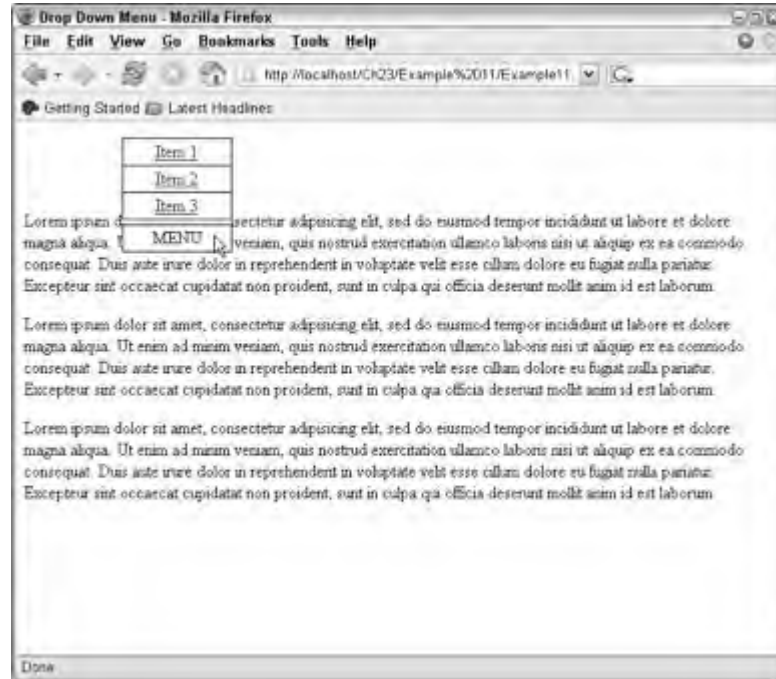 Drop Down Menu - Mozilla Firefox
File Edit View Go Bookmarks Tools Help
http://localhost/Ch23/Example%2011/Example11
Getting Started Latest Headlines
Item 1
Item 2
Item 3
MENU
Lorem ipsum d sectetur adipisicing elit, sed do eiusmod tempor incididunt ut labore et dolore
magna aliqua. veniam, quis nostrud exercitation ullamco laboris nisi ut aliquip ex ea commodo
consequat. Duis aute irure dolor in reprehenderit in voluptate velit esse cillum dolore eu fugiat nulla pariatur.
Excepteur sint occaecat cupidatat non proident, sunt in culpa qui officia deserunt mollit anim id est laborum
Lorem ipsum dolor sit amet, consectetur adipisicing elit, sed do eiusmod tempor incididunt ut labore et dolore
magna aliqua. Ut enim ad minim veniam, quis nostrud exercitation ullamco laboris nisi ut aliquip ex ea commodo
consequat. Duis aute irure dolor in reprehenderit in voluptate velit esse cillum dolore eu fugiat nulla pariatur.
Excepteur sint occaecat cupidatat non proident, sunt in culpa qui officia deserunt mollit anim id est laborum
Lorem ipsum dolor sit amet, consectetur adipisicing elit, sed do eiusmod tempor incididunt ut labore et dolore
magna aliqua. Ut enim ad minim veniam, quis nostrud exercitation ullamco laboris nisi ut aliquip ex ea commodo
consequat. Duis aute irure dolor in reprehenderit in voluptate velit esse cillum dolore eu fugiat nulla pariatur.
Excepteur sint occaecat cupidatat non proident, sunt in culpa qui officia deserunt mollit anim id est laborum
Done